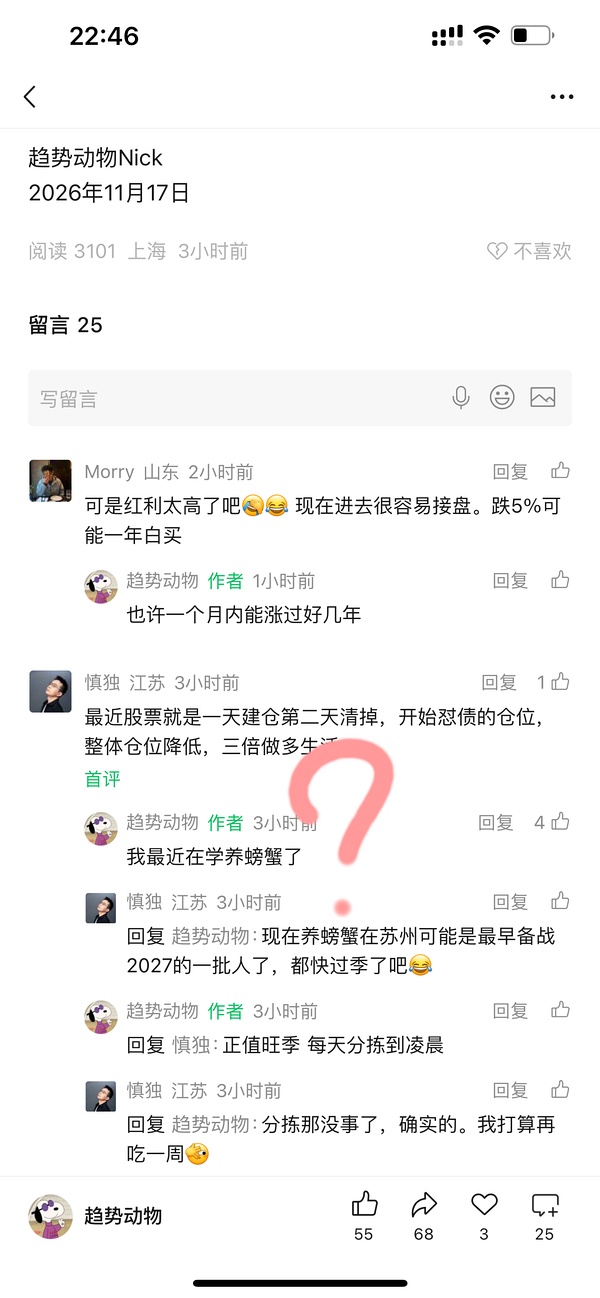 22:46
趋势动物Nick
2026年11月17日
阅读 3101 上海 3小时前 不喜欢
留言 25
写留言
Morry 山东 2小时前 回复
可是红利太高了吧🤣😂 现在进去很容易接盘。跌5%可
能一年白买
趋势动物 作者 1小时前 回复
也许一个月内能涨过好几年
慎独 江苏 3小时前 回复 1
最近股票就是一天建仓第二天清掉，开始怼债的仓位，
整体仓位降低，三倍做多生活
首评
趋势动物 作者 3小时前 回复 4
我最近在学养螃蟹了
慎独 江苏 3小时前 回复
回复 趋势动物：现在养螃蟹在苏州可能是最早备战
2027的一批人了，都快过季了吧😂
趋势动物 作者 3小时前 回复
回复 慎独：正值旺季 每天分拣到凌晨
慎独 江苏 3小时前 回复
回复 趋势动物：分拣那没事了，确实的。我打算再
吃一周🫣
趋势动物
55 68 3 25